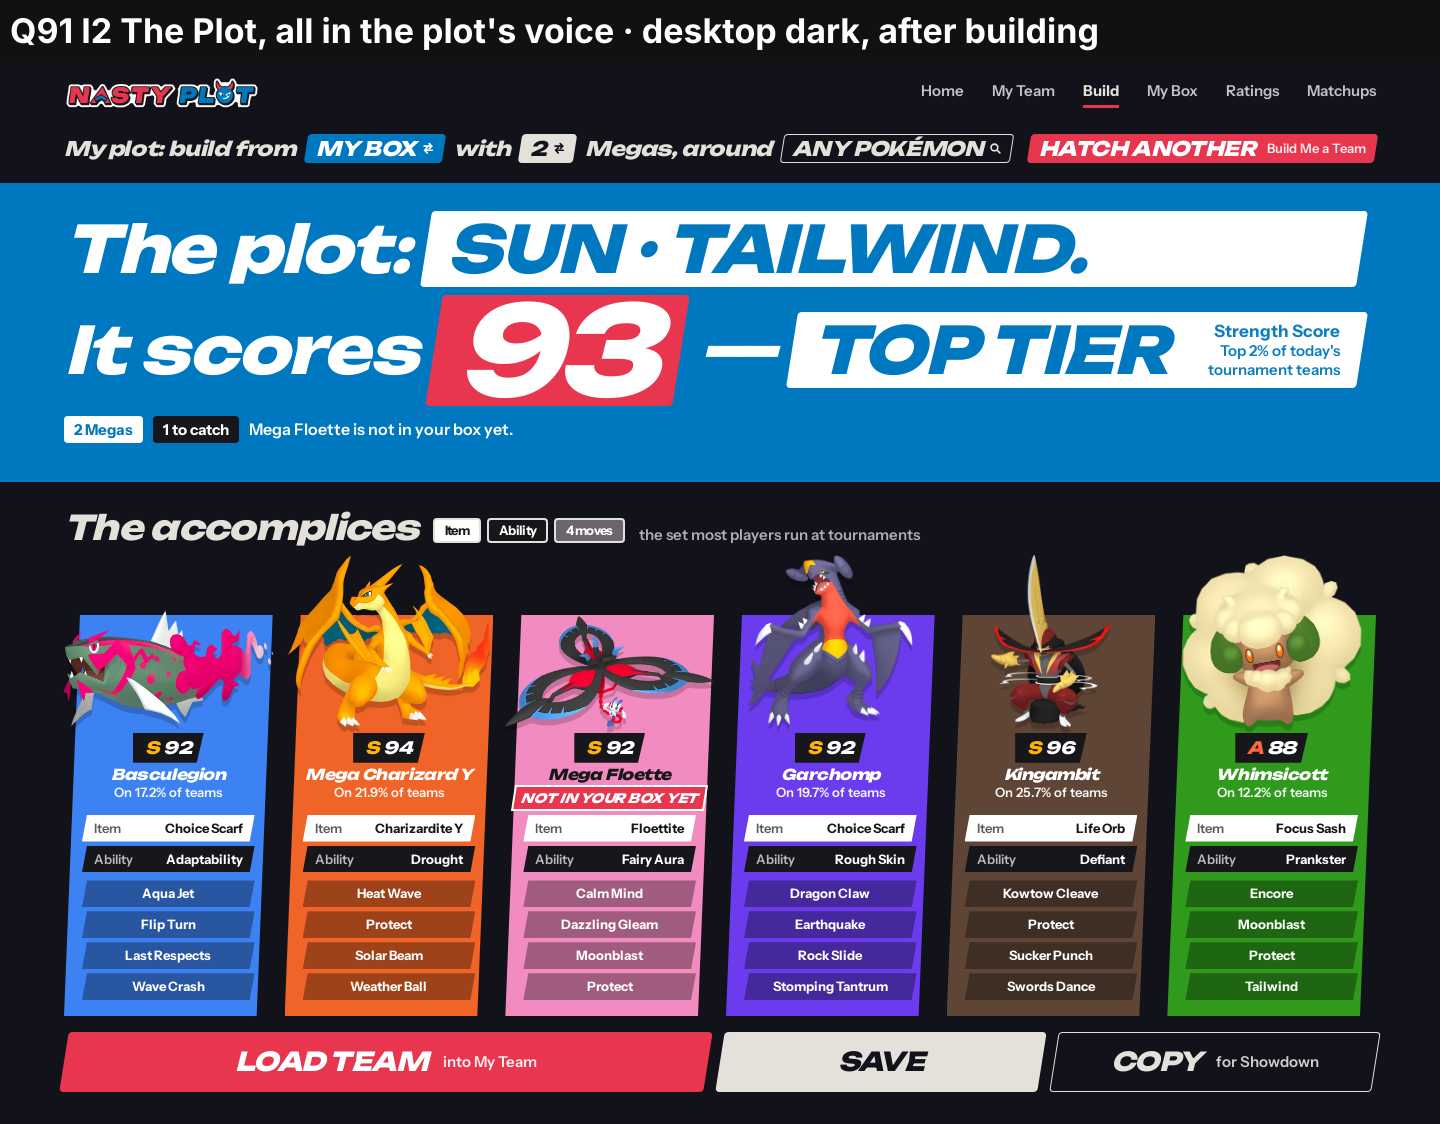 Q91 I2 The Plot, all in the plot's voice · desktop dark, after building
NASTY PLOT
Home My Team Build My Box Ratings Matchups
My plot: build from MY BOX with 2 Megas, around ANY POKÉMON HATCH ANOTHER Build Me a Team
The plot: SUN · TAILWIND.
It scores 93 — TOP TIER
Strength Score
Top 2% of today's
tournament teams
2 Megas 1 to catch Mega Floette is not in your box yet.
The accomplices Item Ability 4 moves the set most players run at tournaments
S 92
Basculegion
On 17.2% of teams
Item Choice Scarf
Ability Adaptability
Aqua Jet
Flip Turn
Last Respects
Wave Crash
S 94
Mega Charizard Y
On 21.9% of teams
Item Charizardite Y
Ability Drought
Heat Wave
Protect
Solar Beam
Weather Ball
S 92
Mega Floette
NOT IN YOUR BOX YET
Item Floettite
Ability Fairy Aura
Calm Mind
Dazzling Gleam
Moonblast
Protect
S 92
Garchomp
On 19.7% of teams
Item Choice Scarf
Ability Rough Skin
Dragon Claw
Earthquake
Rock Slide
Stomping Tantrum
S 96
Kingambit
On 25.7% of teams
Item Life Orb
Ability Defiant
Kowtow Cleave
Protect
Sucker Punch
Swords Dance
A 88
Whimsicott
On 12.2% of teams
Item Focus Sash
Ability Prankster
Encore
Moonblast
Protect
Tailwind
LOAD TEAM into My Team SAVE COPY for Showdown